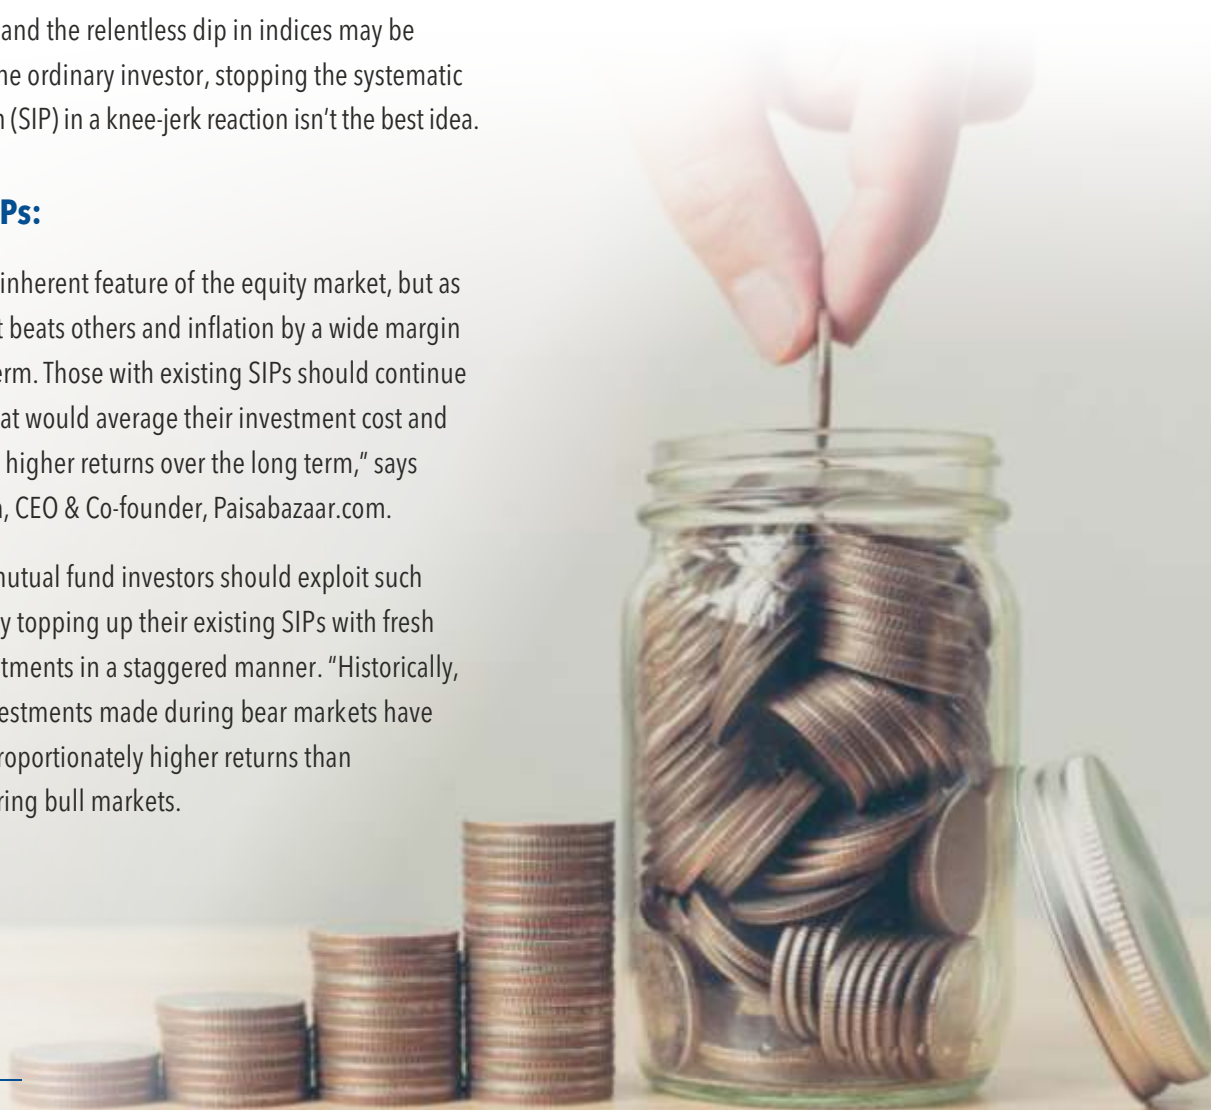 and the relentless dip in indices may be
ordinary investor, stopping the systematic
(SIP) in a knee-jerk reaction isn't the best idea.
Ps:
inherent feature of the equity market, but as
beats others and inflation by a wide margin
erm. Those with existing SIPs should continue
at would average their investment cost and
higher returns over the long term," says
, CEO & Co-founder, Paisabazaar.com.
utual fund investors should exploit such
y topping up their existing SIPs with fresh
tments in a staggered manner. "Historically,
estments made during bear markets have
roportionately higher returns than
ring bull markets.